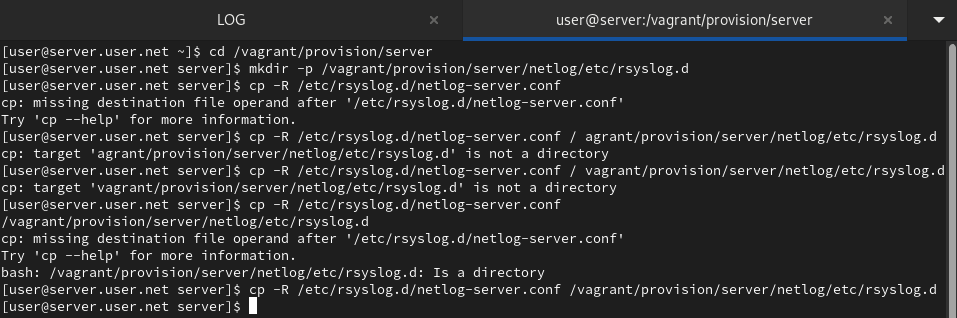 LOG
user@server:/vagrant/provision/server
[user@server.user.net ~]$ cd /vagrant/provision/server
[user@server.user.net server]$ mkdir -p /vagrant/provision/server/netlog/etc/rsyslog.d
[user@server.user.net server]$ cp -R /etc/rsyslog.d/netlog-server.conf
cp: missing destination file operand after '/etc/rsyslog.d/netlog-server.conf'
Try 'cp --help' for more information.
[user@server.user.net server]$ cp -R /etc/rsyslog.d/netlog-server.conf / agrant/provision/server/netlog/etc/rsyslog.d
cp: target 'agrant/provision/server/netlog/etc/rsyslog.d' is not a directory
[user@server.user.net server]$ cp -R /etc/rsyslog.d/netlog-server.conf / vagrant/provision/server/netlog/etc/rsyslog.d
cp: target 'vagrant/provision/server/netlog/etc/rsyslog.d' is not a directory
[user@server.user.net server]$ cp -R /etc/rsyslog.d/netlog-server.conf
/vagrant/provision/server/netlog/etc/rsyslog.d
cp: missing destination file operand after '/etc/rsyslog.d/netlog-server.conf'
Try 'cp --help' for more information.
bash: /vagrant/provision/server/netlog/etc/rsyslog.d: Is a directory
[user@server.user.net server]$ cp -R /etc/rsyslog.d/netlog-server.conf /vagrant/provision/server/netlog/etc/rsyslog.d
[user@server.user.net server]$